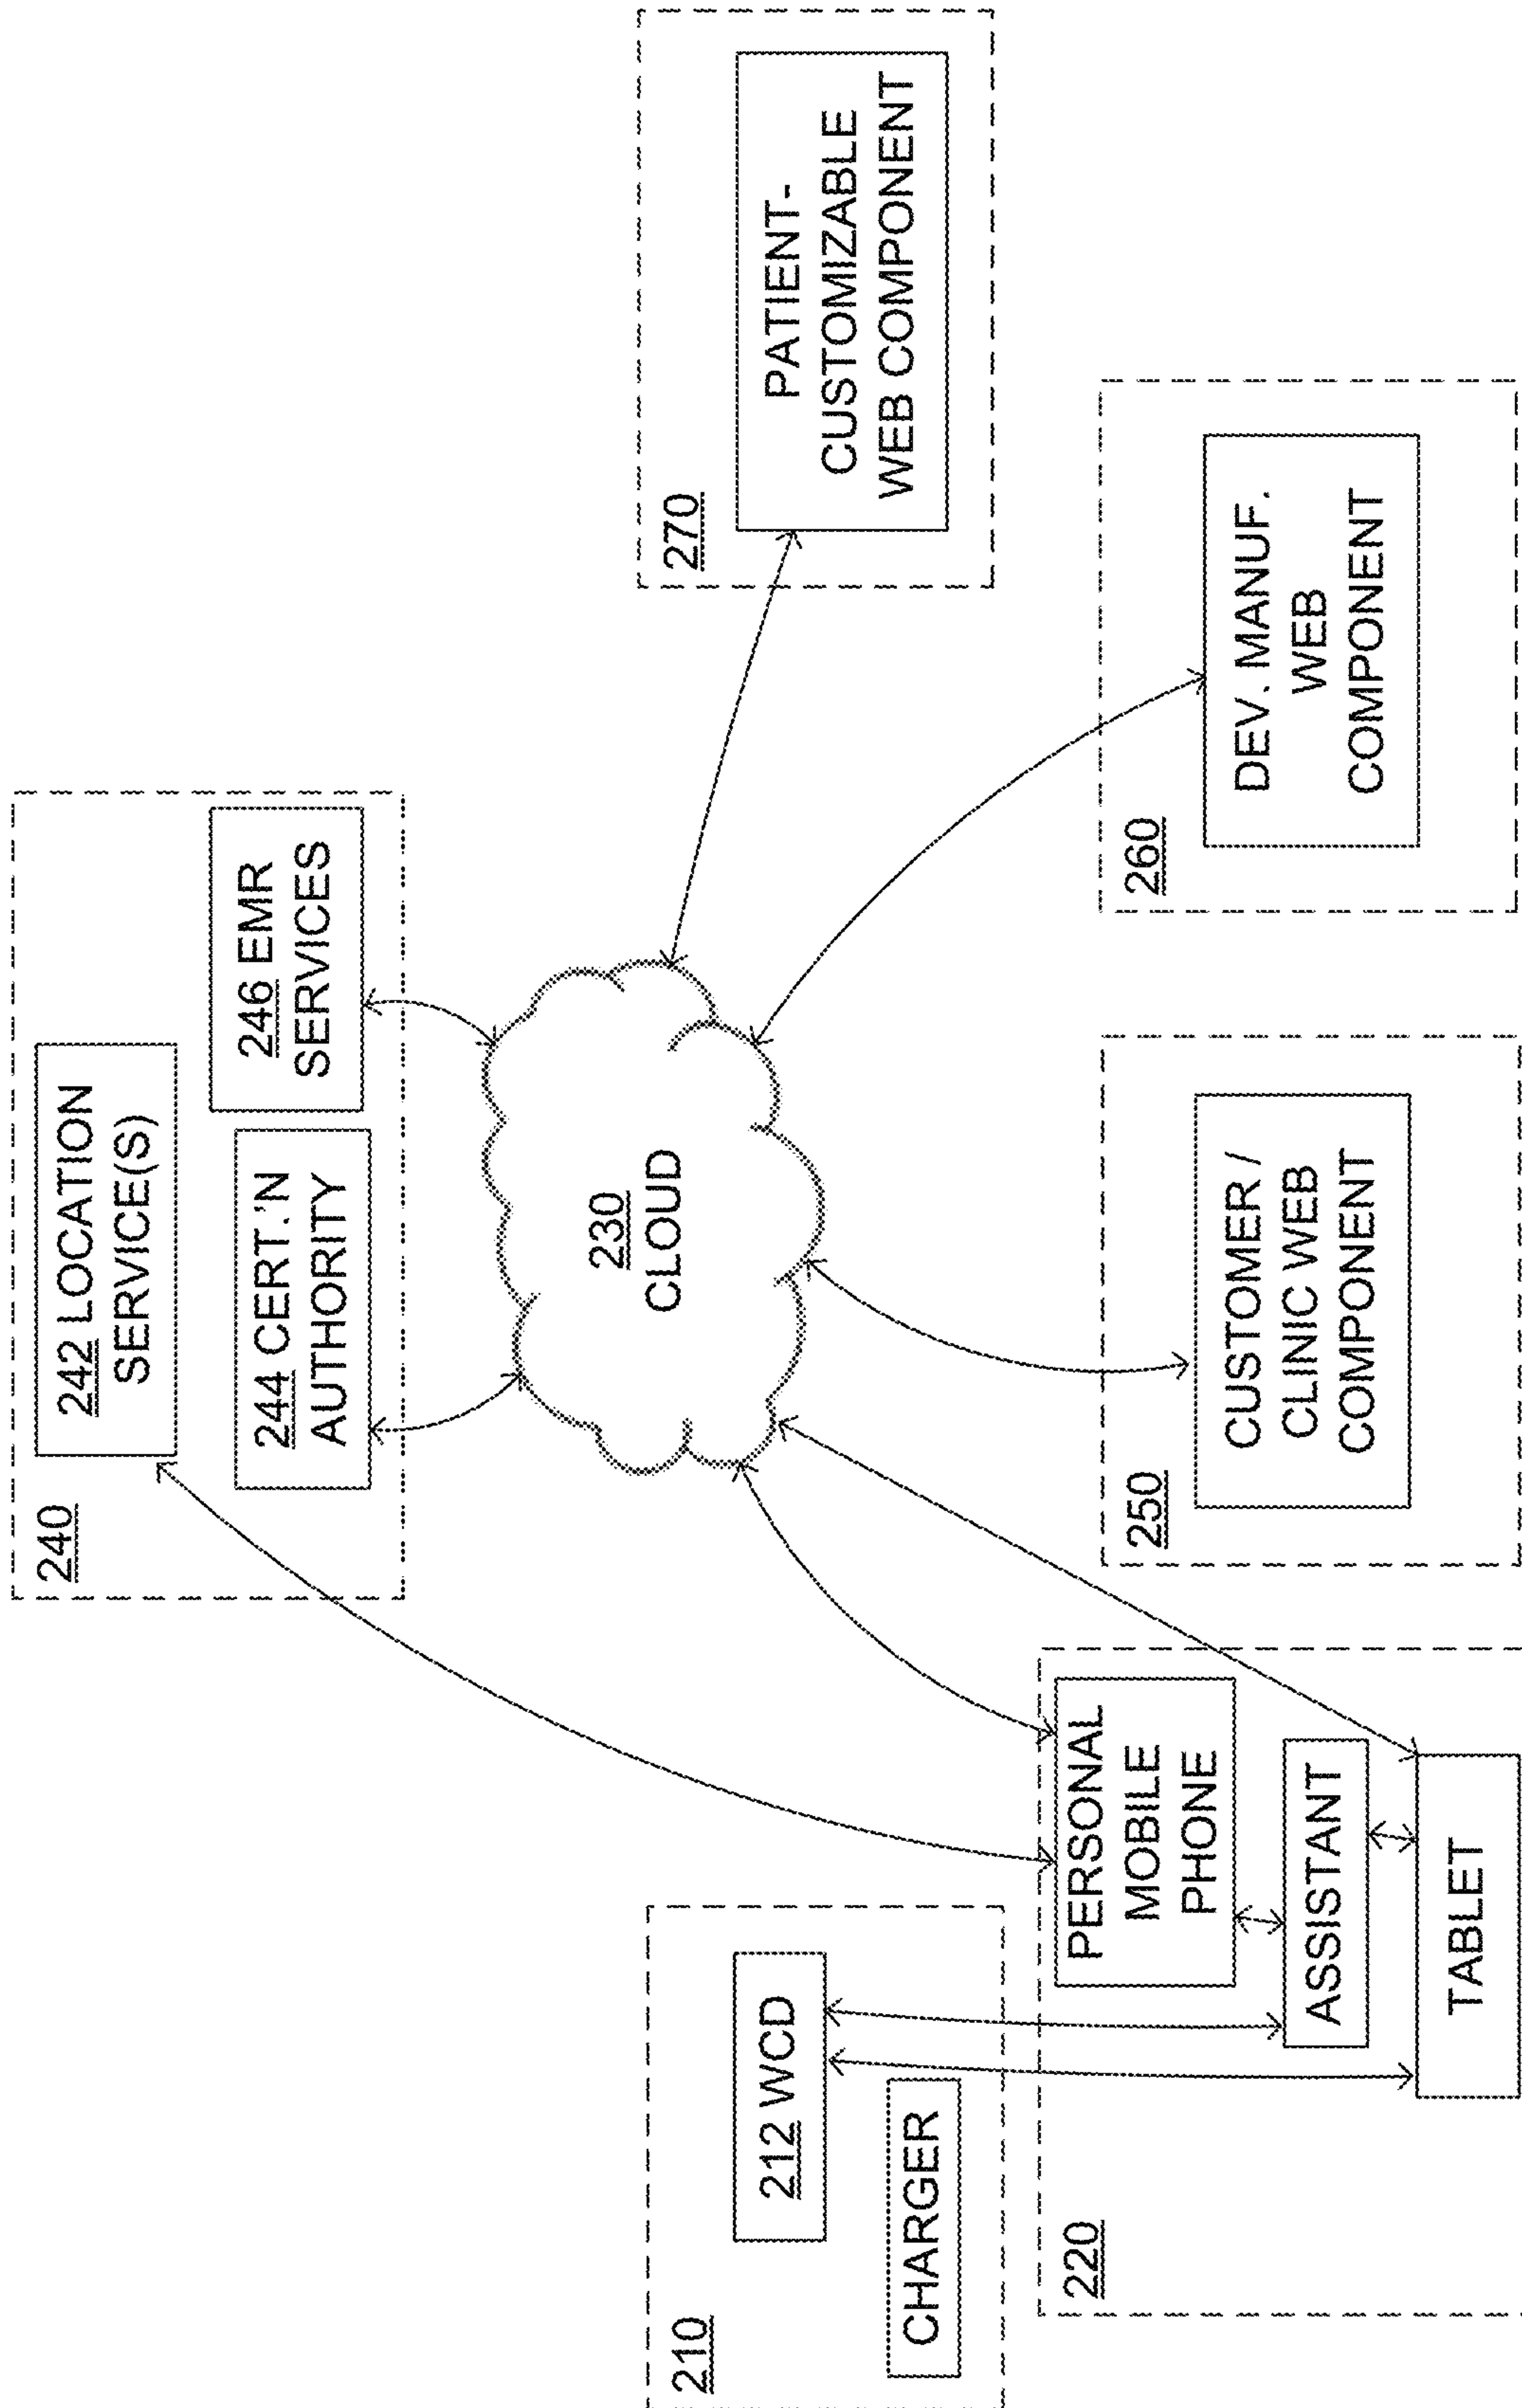 240
242 LOCATION
SERVICE(S)
244 CERT.'N
AUTHORITY
246 EMR
SERVICES
210
212 WCD
CHARGER
230
CLOUD
270
PATIENT-
CUSTOMIZABLE
WEB COMPONENT
220
PERSONAL
MOBILE
PHONE
ASSISTANT
TABLET
250
CUSTOMER /
CLINIC WEB
COMPONENT
260
DEV. MANUF.
WEB
COMPONENT